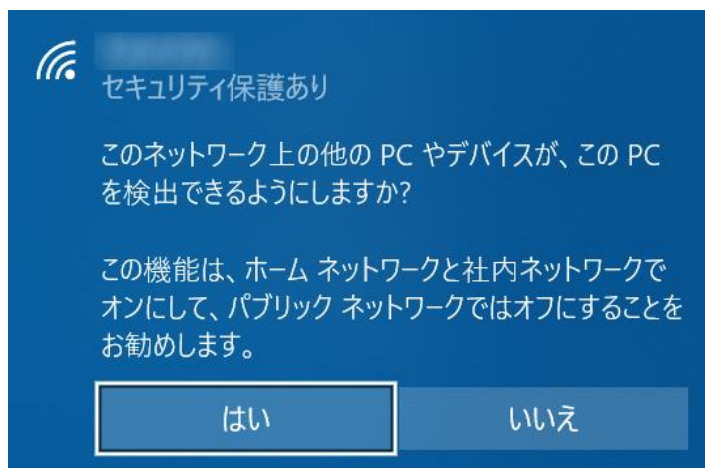 セキュリティ保護あり
このネットワーク上の他の PC やデバイスが、この PC
を検出できるようにしますか?
この機能は、ホーム ネットワークと社内ネットワークで
オンにして、パブリック ネットワークではオフにすることを
お勧めします。
はい
いいえ